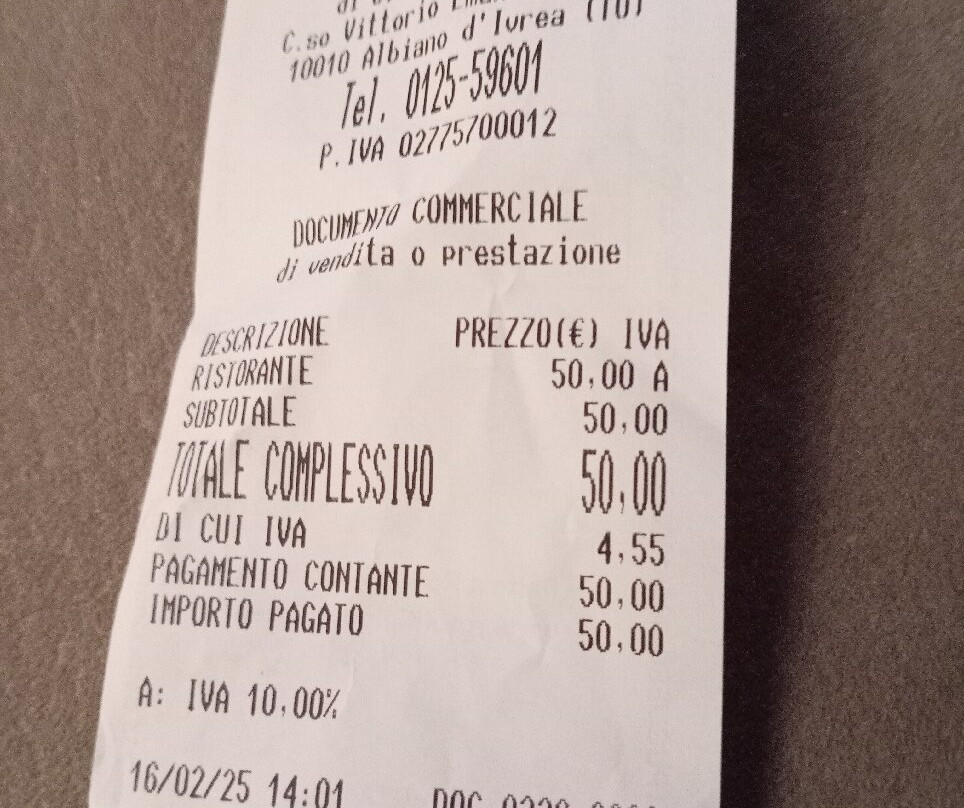 C.so Vittorio
10010 Albiano d'Ivrea (TO)
Tel. 0125-59601
P.IVA 02775700012
DOCUMENTO COMMERCIALE
di vendita o prestazione
DESCRIZIONE PREZZO(€) IVA
RISTORANTE 50,00 A
SUBTOTALE 50,00
TOTALE COMPLESSIVO 50,00
DI CUI IVA 4,55
PAGAMENTO CONTANTE 50,00
IMPORTO PAGATO 50,00
A: IVA 10,00%
16/02/25 14:01 DOC